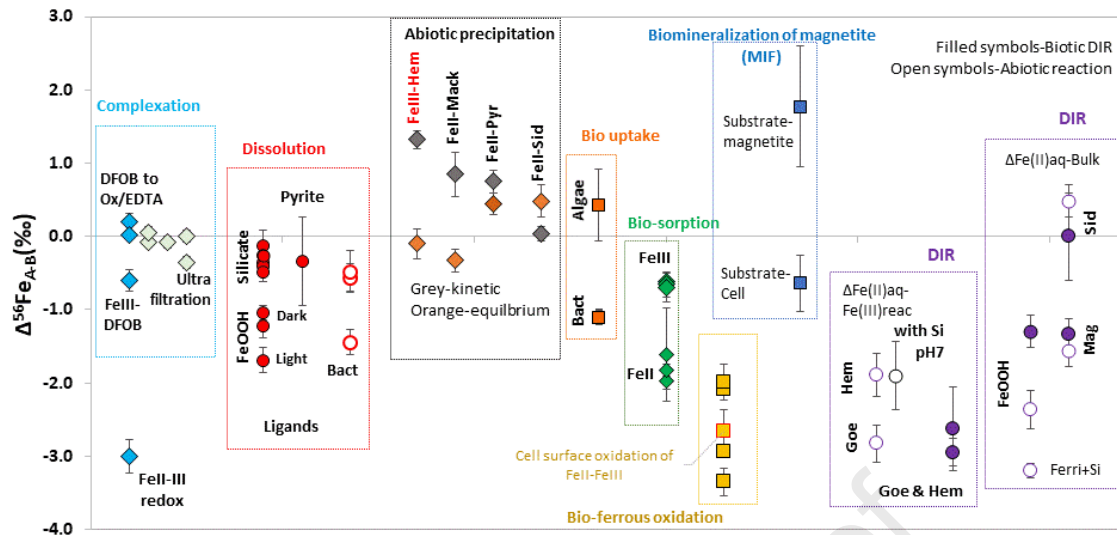 Δ⁵⁶Fe A-B(‰)
3.0
2.0
1.0
0.0
-1.0
-2.0
-3.0
-4.0
Complexation
DFOB to
Ox/EDTA
FeIII-
DFOB
Ultra
filtration
FeII-III
redox
Dissolution
Pyrite
Silicate
FeOOH
Dark
Light
Bact
Ligands
Abiotic precipitation
FeIII-Hem
FeII-Mack
FeII-Pyr
FeII-Sid
Grey-kinetic
Orange-equilbrium
Bio uptake
Algae
Bact
Bio-sorption
FeIII
FeII
Cell surface oxidation of
FeII-FeIII
Bio-ferrous oxidation
Biomineralization of magnetite
(MIF)
Substrate-
magnetite
Substrate-
Cell
Filled symbols-Biotic DIR
Open symbols-Abiotic reaction
DIR
ΔFe(II)aq-
Fe(III)reac
with Si
pH7
Hem
Goe
Goe & Hem
DIR
ΔFe(II)aq-Bulk
Sid
Mag
FeOOH
Ferri+Si